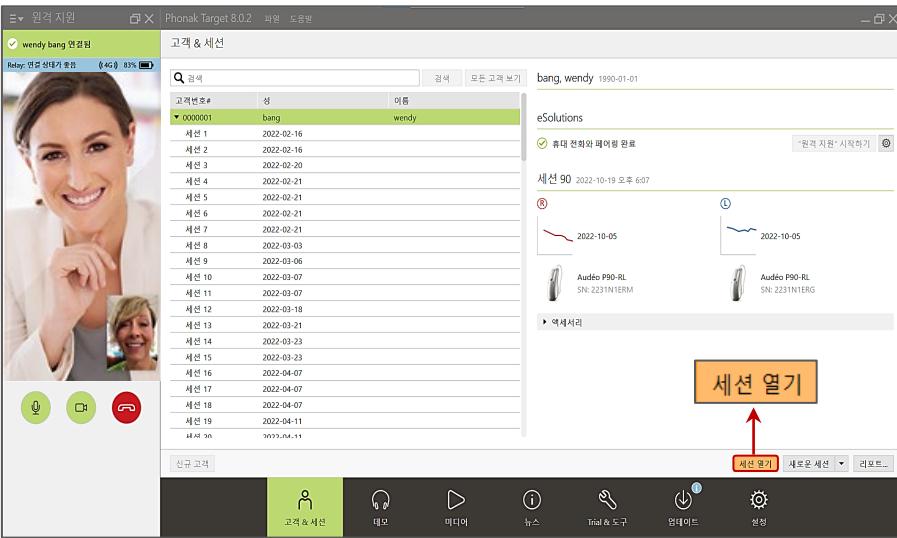 원격 지원
Phonak Target 8.0.2 파일 도움말
wendy bang 연결됨
Relay: 연결 상태가 좋음 4G 83%
고객 & 세션
검색 검색 모든 고객 보기
고객번호# 성 이름
0000001 bang wendy
세션 1 2022-02-16
세션 2 2022-02-16
세션 3 2022-02-20
세션 4 2022-02-21
세션 5 2022-02-21
세션 6 2022-02-21
세션 7 2022-02-21
세션 8 2022-03-03
세션 9 2022-03-06
세션 10 2022-03-07
세션 11 2022-03-07
세션 12 2022-03-18
세션 13 2022-03-21
세션 14 2022-03-23
세션 15 2022-03-23
세션 16 2022-04-07
세션 17 2022-04-07
세션 18 2022-04-07
세션 19 2022-04-11
세션 20 2022-04-11
bang, wendy 1990-01-01
eSolutions
휴대 전화와 페어링 완료 "원격 지원" 시작하기
세션 90 2022-10-19 오후 6:07
R L
2022-10-05 2022-10-05
Audéo P90-RL Audéo P90-RL
SN: 2231N1ERM SN: 2231N1ERG
액세서리
세션 열기
신규 고객 세션 열기 새로운 세션 리포트...
고객 & 세션 데모 미디어 뉴스 Trial & 도구 업데이트 설정